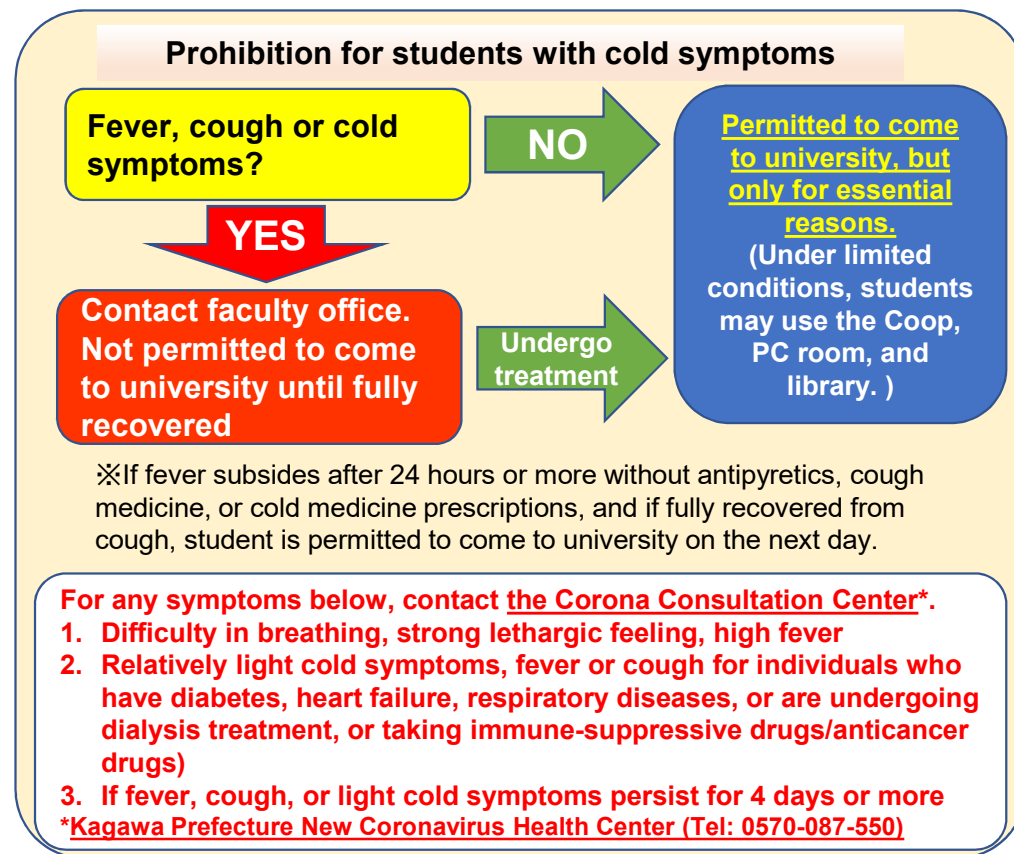 Prohibition for students with cold symptoms
Fever, cough or cold
symptoms?
NO
Permitted to come
to university, but
only for essential
reasons.
(Under limited
conditions, students
may use the Coop,
PC room, and
library. )
YES
Contact faculty office.
Not permitted to come
to university until fully
recovered
Undergo
treatment
※If fever subsides after 24 hours or more without antipyretics, cough
medicine, or cold medicine prescriptions, and if fully recovered from
cough, student is permitted to come to university on the next day.
For any symptoms below, contact the Corona Consultation Center*.
1. Difficulty in breathing, strong lethargic feeling, high fever
2. Relatively light cold symptoms, fever or cough for individuals who
have diabetes, heart failure, respiratory diseases, or are undergoing
dialysis treatment, or taking immune-suppressive drugs/anticancer
drugs)
3. If fever, cough, or light cold symptoms persist for 4 days or more
*Kagawa Prefecture New Coronavirus Health Center (Tel: 0570-087-550)